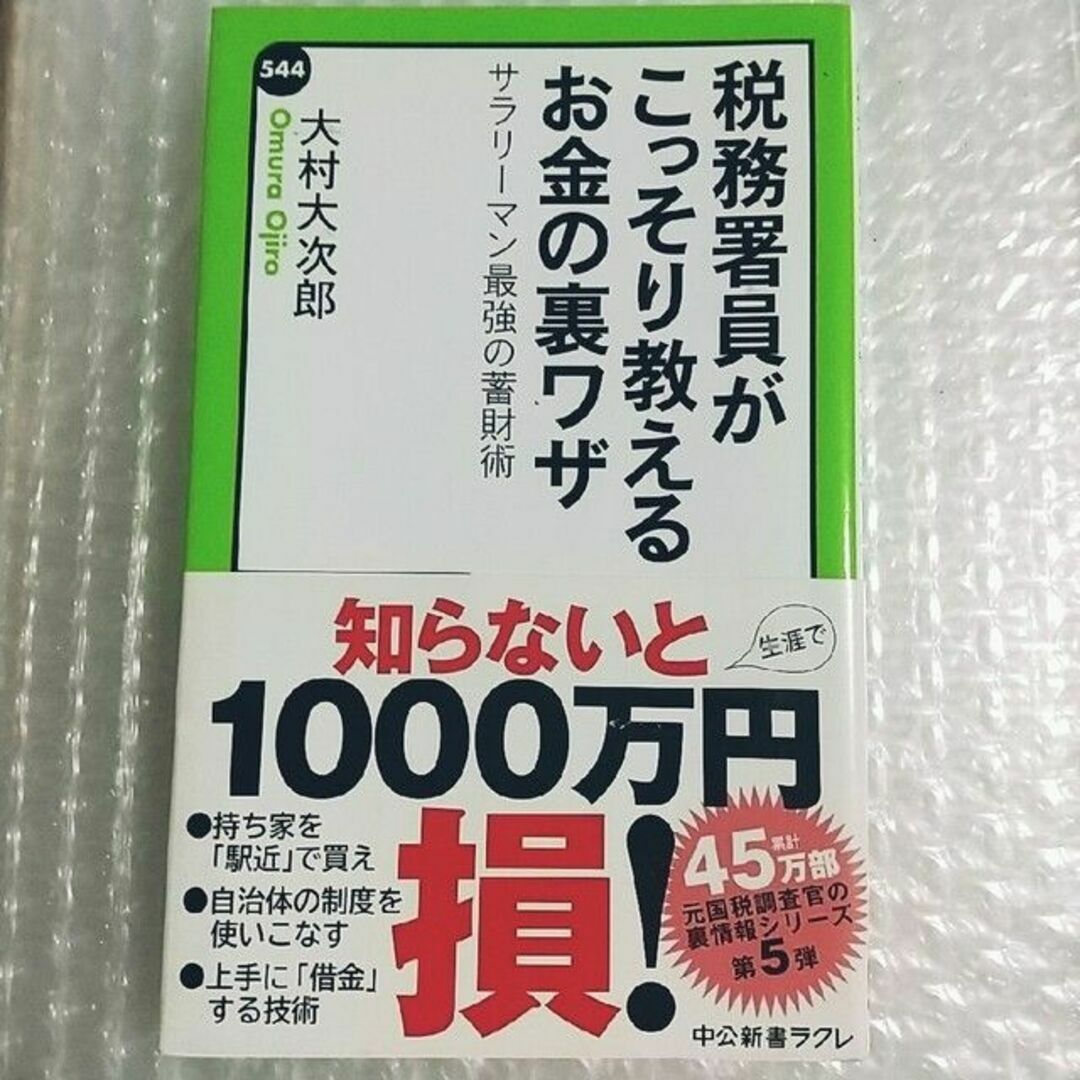 税務署員が
こっそり教える
お金の裏ワザ
サラリーマン最強の蓄財術
544
大村大次郎
Omura Ojiro
知らないと
生涯で
1000万円
損!
●持ち家を
「駅近」で買え
●自治体の制度を
使いこなす
●上手に「借金」
する技術
累計
45万部
元国税調査官の
裏情報シリーズ
第5弾
中公新書ラクレ